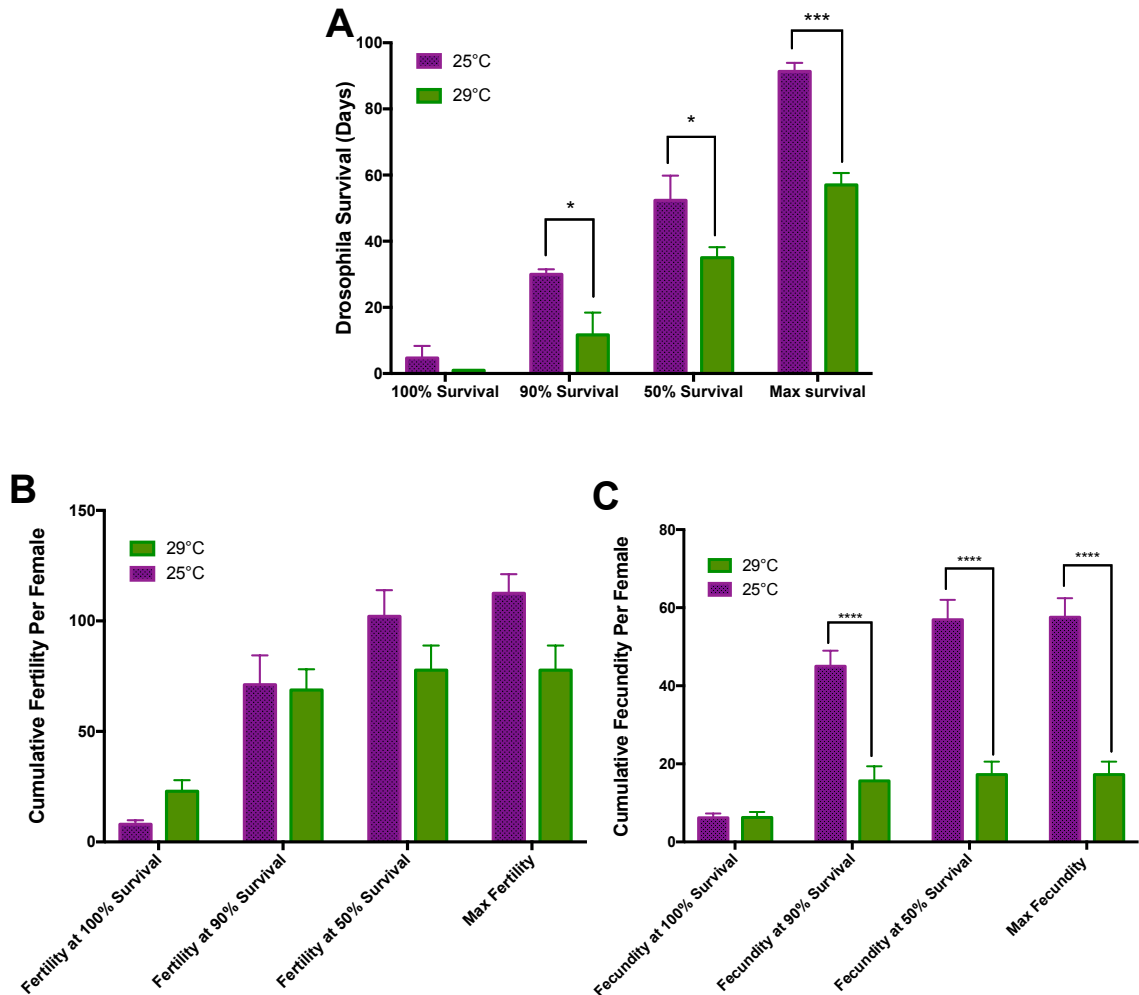 A
Drosophila Survival (Days)
100
80
60
40
20
0
25°C
29°C
*
*
***
100% Survival
90% Survival
50% Survival
Max survival
B
Cumulative Fertility Per Female
150
100
50
0
29°C
25°C
Fertility at 100% Survival
Fertility at 90% Survival
Fertility at 50% Survival
Max Fertility
C
Cumulative Fecundity Per Female
80
60
40
20
0
29°C
25°C
****
****
****
Fecundity at 100% Survival
Fecundity at 90% Survival
Fecundity at 50% Survival
Max Fecundity